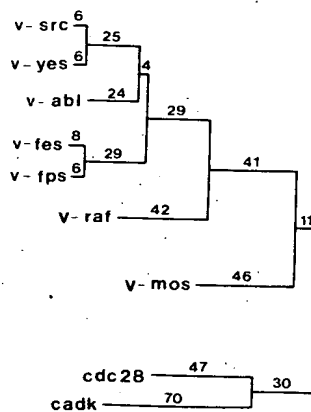 v-src 6
25
v-yes 6
4
v-abl 24
29
v-fes 8
29
v-fps 6
41
v-raf 42
11
v-mos 46
cdc28 47
30
cadk 70